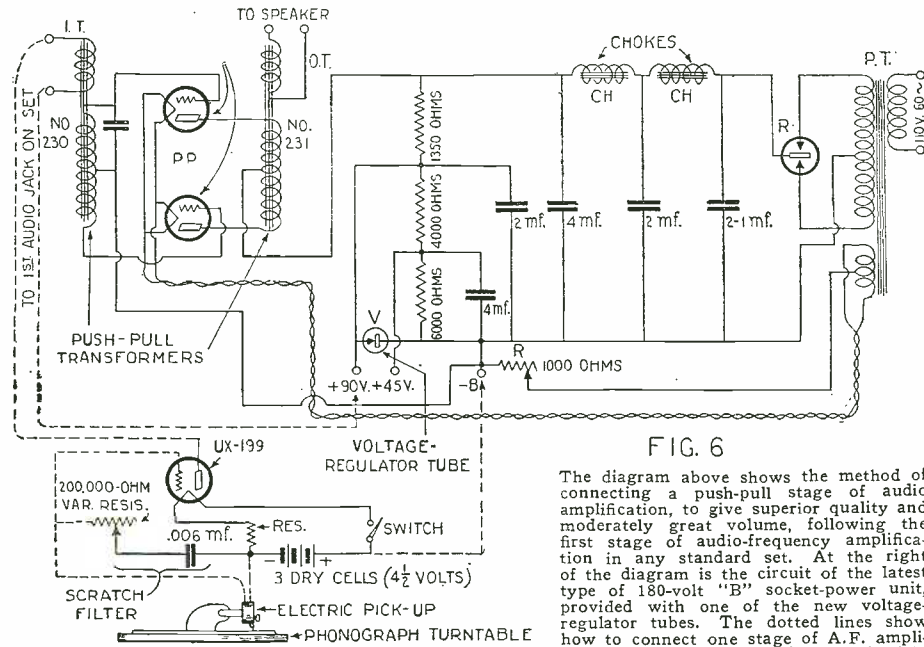 I.T.
TO SPEAKER
O.T.
CHOKES
CH
CH
P.T.
110V. 60~
R.
NO
230
NO.
231
PP
1350 OHMS
4000 OHMS
6000 OHMS
2 mf.
4 mf.
2 mf.
2-1 mf.
4 mf.
TO 1ST AUDIO JACK ON SET
PUSH-PULL
TRANSFORMERS
V
+90V.
+45V.
-B
R
1000 OHMS
VOLTAGE-
REGULATOR TUBE
UX-199
200,000-OHM
VAR. RESIS.
.006 mf.
RES.
SWITCH
- +
3 DRY CELLS (4½ VOLTS)
SCRATCH
FILTER
ELECTRIC PICK-UP
PHONOGRAPH TURNTABLE
FIG. 6
The diagram above shows the method of
connecting a push-pull stage of audio
amplification, to give superior quality and
moderately great volume, following the
first stage of audio-frequency amplifica-
tion in any standard set. At the right
of the diagram is the circuit of the latest
type of 180-volt "B" socket-power unit,
provided with one of the new voltage-
regulator tubes. The dotted lines show
how to connect one stage of A.F. ampli-